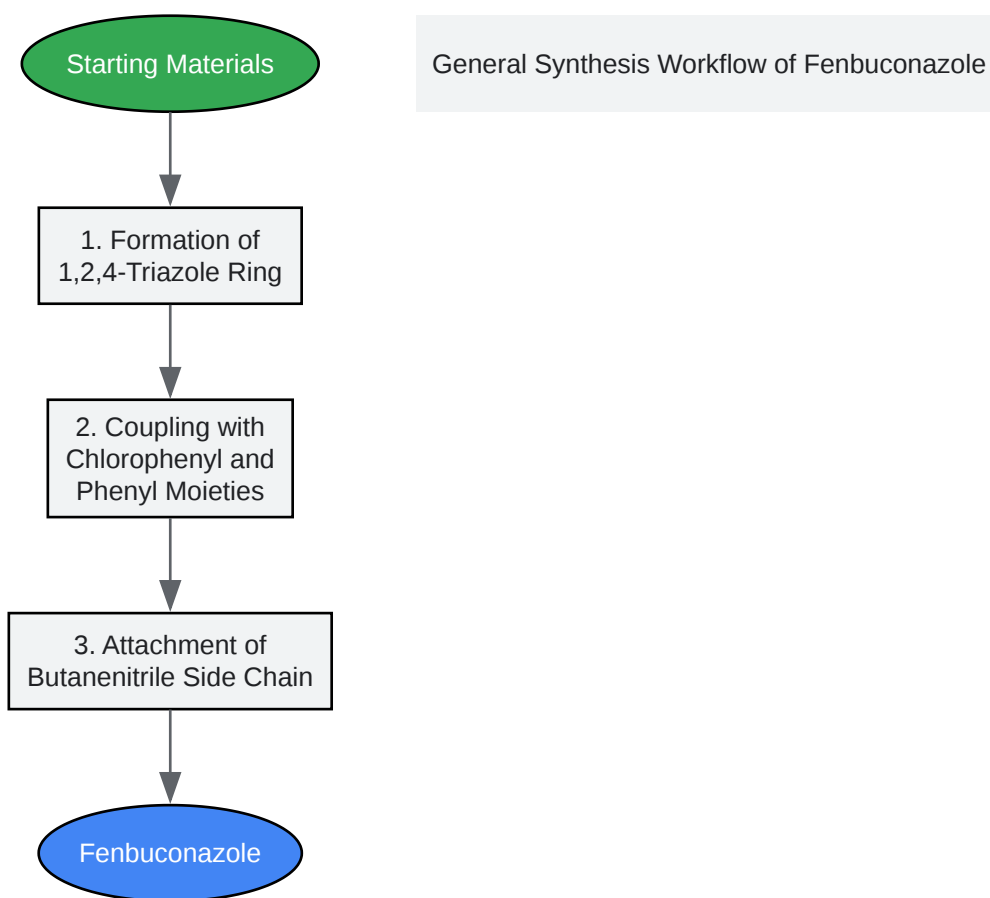 Starting Materials
General Synthesis Workflow of Fenbuconazole
1. Formation of
1,2,4-Triazole Ring
2. Coupling with
Chlorophenyl and
Phenyl Moieties
3. Attachment of
Butanenitrile Side Chain
Fenbuconazole